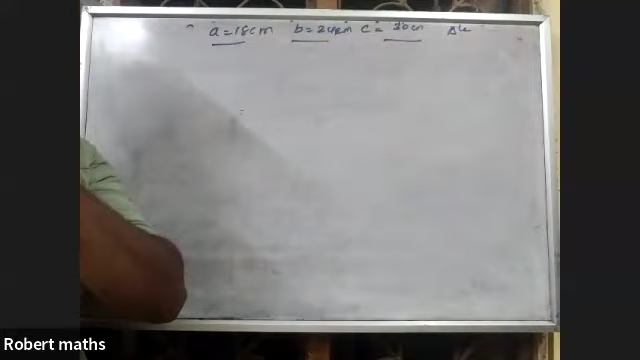 a = 18cm b = 24cm c = 30cm
Robert maths